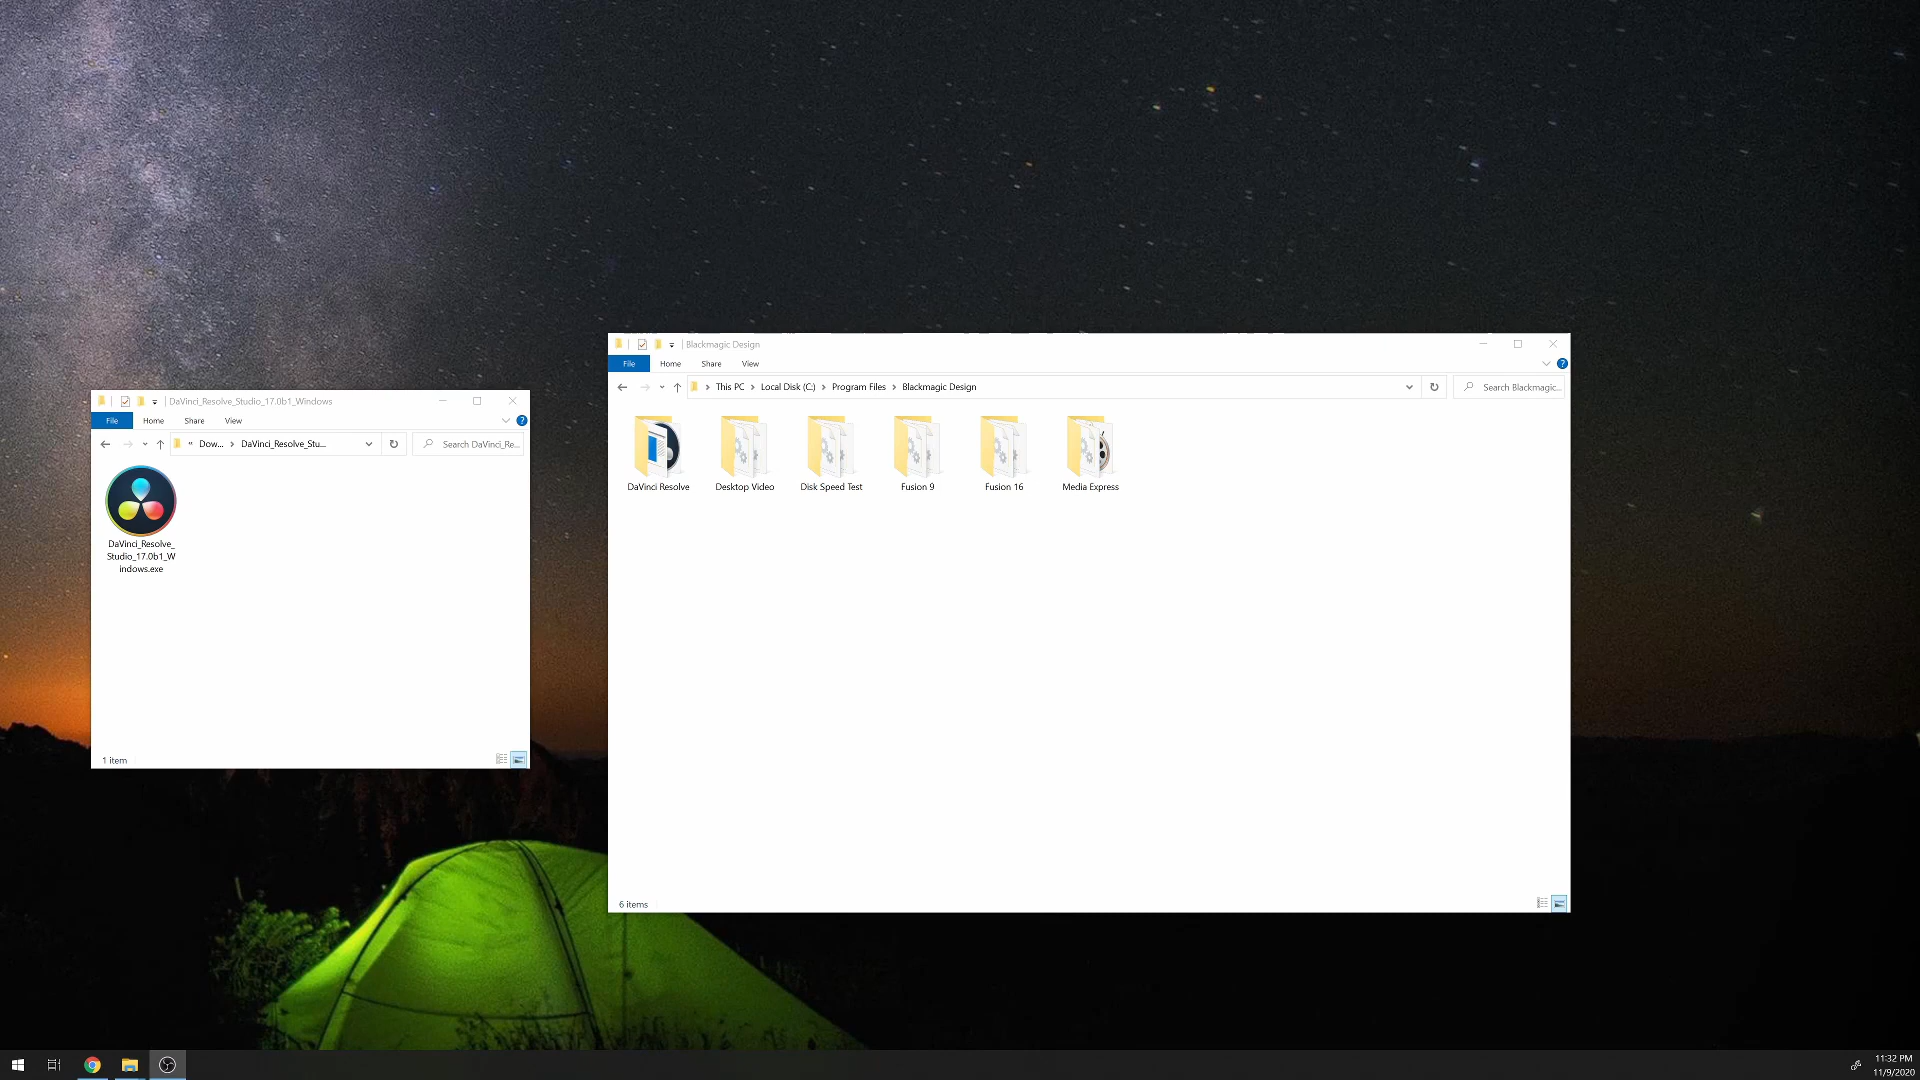 Blackmagic Design
File Home Share View
This PC > Local Disk (C:) > Program Files > Blackmagic Design
Search Blackmagic...
DaVinci Resolve
Desktop Video
Disk Speed Test
Fusion 9
Fusion 16
Media Express
6 items
DaVinci_Resolve_Studio_17.0b1_Windows
File Home Share View
« Dow... > DaVinci_Resolve_Stu...
Search DaVinci_Re...
DaVinci_Resolve_
Studio_17.0b1_W
indows.exe
1 item
11:32 PM
11/9/2020